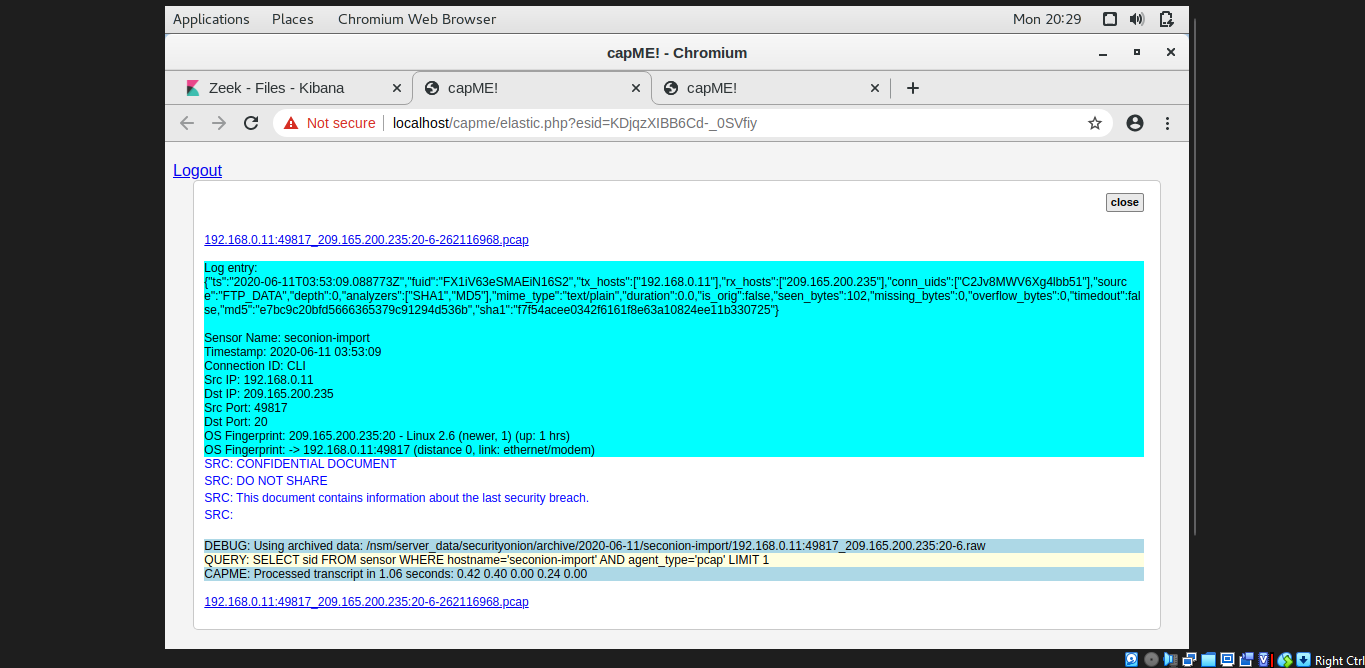 Applications Places Chromium Web Browser Mon 20:29
capME! - Chromium
Zeek - Files - Kibana capME! capME!
Not secure localhost/capme/elastic.php?esid=KDjqzXIBB6Cd-_0SVfiy
Logout
close
192.168.0.11:49817_209.165.200.235:20-6-262116968.pcap
Log entry:
{"ts":"2020-06-11T03:53:09.088773Z","fuid":"FX1iV63eSMAEiN16S2","tx_hosts":["192.168.0.11"],"rx_hosts":["209.165.200.235"],"conn_uids":["C2Jv8MWV6Xg4lbb51"],"sourc
e":"FTP_DATA","depth":0,"analyzers":["SHA1","MD5"],"mime_type":"text/plain","duration":0.0,"is_orig":false,"seen_bytes":102,"missing_bytes":0,"overflow_bytes":0,"timedout":fal
se,"md5":"e7bc9c20bfd5666365379c91294d536b","sha1":"f7f54acee0342f6161f8e63a10824ee11b330725"}
Sensor Name: seconion-import
Timestamp: 2020-06-11 03:53:09
Connection ID: CLI
Src IP: 192.168.0.11
Dst IP: 209.165.200.235
Src Port: 49817
Dst Port: 20
OS Fingerprint: 209.165.200.235:20 - Linux 2.6 (newer, 1) (up: 1 hrs)
OS Fingerprint: -> 192.168.0.11:49817 (distance 0, link: ethernet/modem)
SRC: CONFIDENTIAL DOCUMENT
SRC: DO NOT SHARE
SRC: This document contains information about the last security breach.
SRC:
DEBUG: Using archived data: /nsm/server_data/securityonion/archive/2020-06-11/seconion-import/192.168.0.11:49817_209.165.200.235:20-6.raw
QUERY: SELECT sid FROM sensor WHERE hostname='seconion-import' AND agent_type='pcap' LIMIT 1
CAPME: Processed transcript in 1.06 seconds: 0.42 0.40 0.00 0.24 0.00
192.168.0.11:49817_209.165.200.235:20-6-262116968.pcap
Right Ctrl